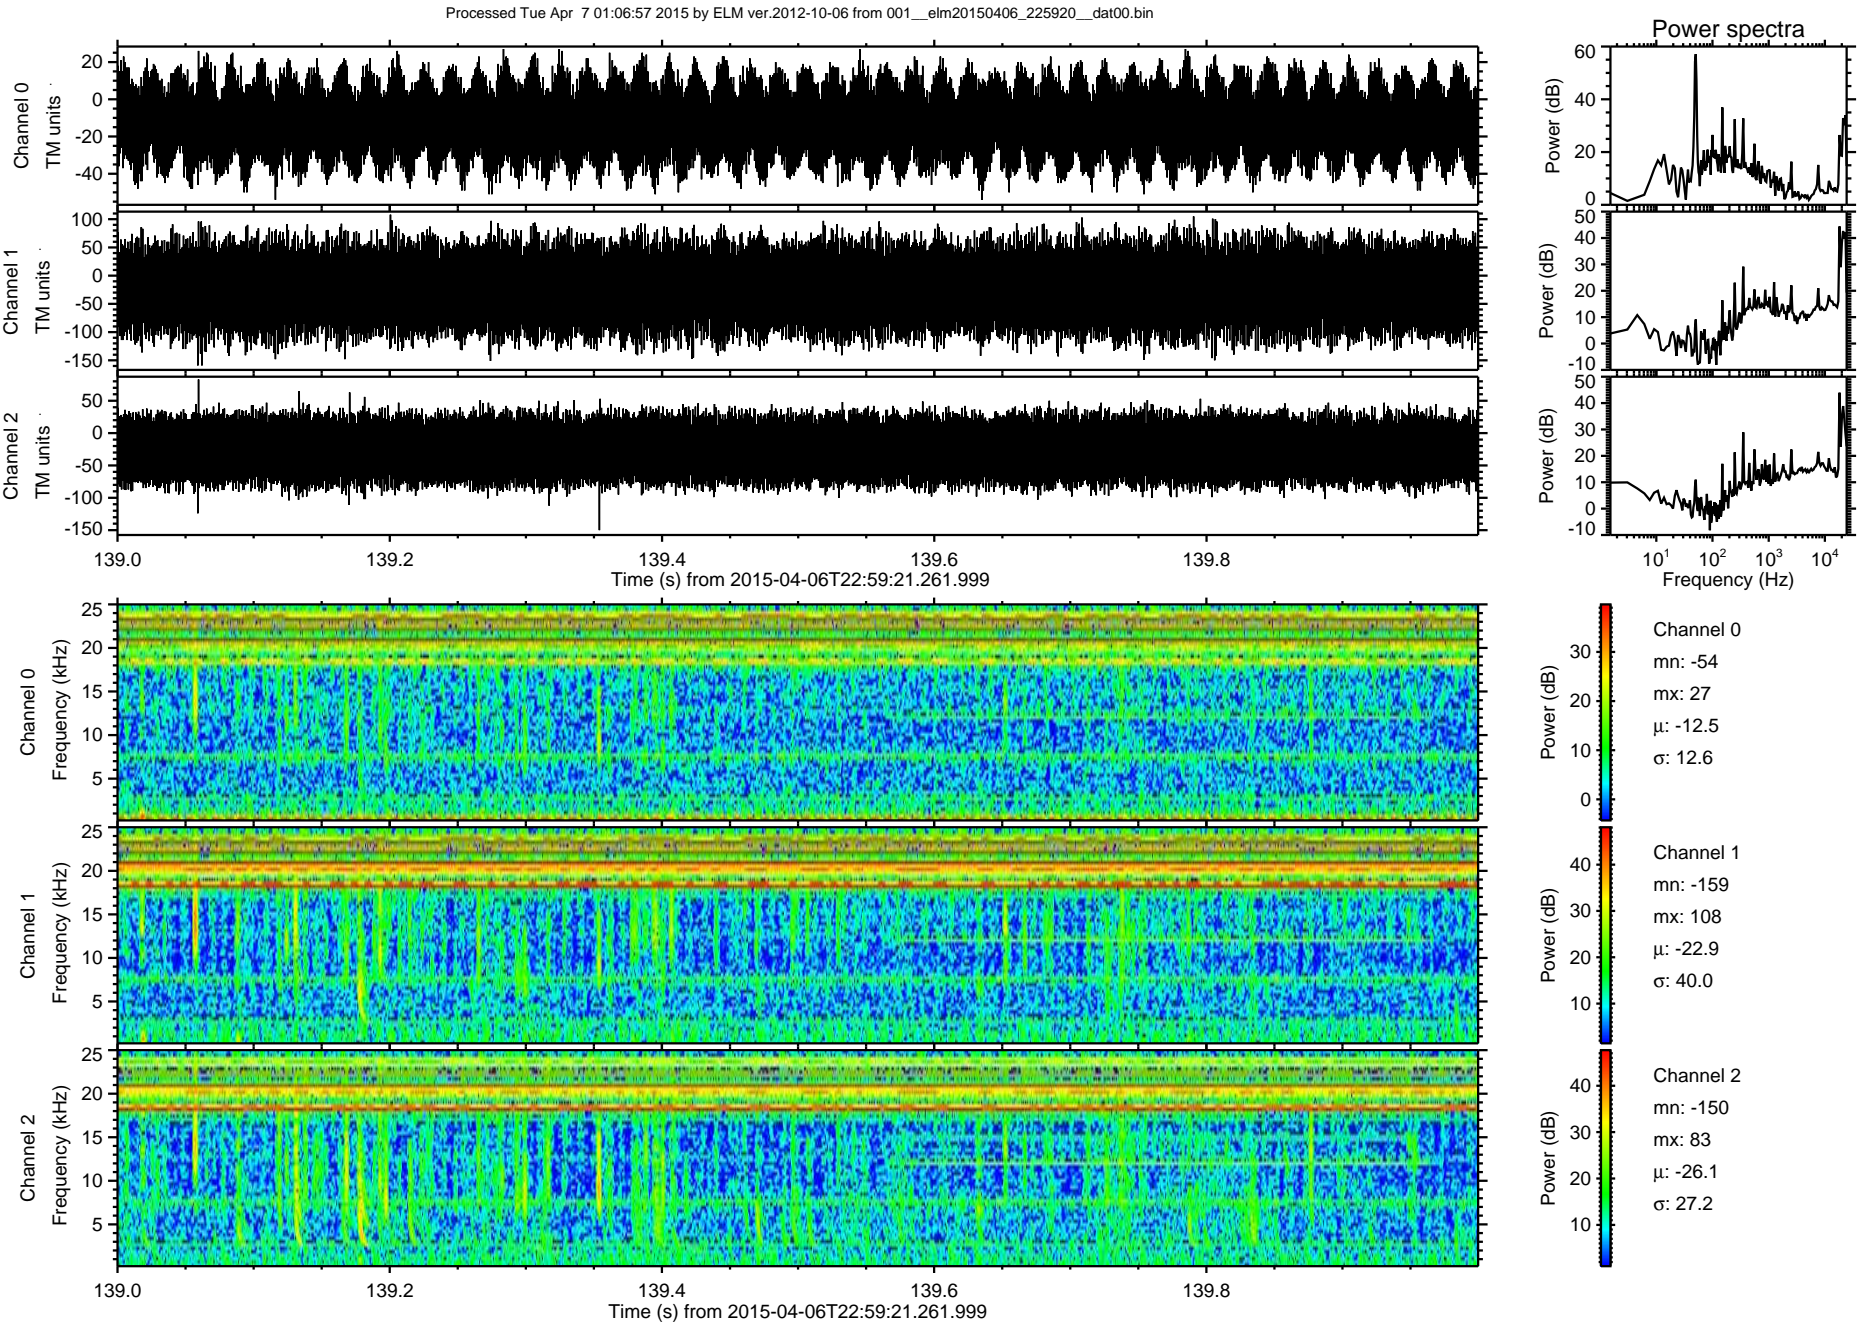 Processed Tue Apr  7 01:06:57 2015 by ELM ver.2012-10-06 from 001__elm20150406_225920__dat00.bin
Power spectra
Channel 0
TM units
20
0
-20
-40
Power (dB)
60
40
20
0
Channel 1
TM units
100
50
0
-50
-100
-150
Power (dB)
50
40
30
20
10
0
-10
Channel 2
TM units
50
0
-50
-100
-150
Power (dB)
50
40
30
20
10
0
-10
139.0 139.2 139.4 139.6 139.8
Time (s) from 2015-04-06T22:59:21.261.999
10^1 10^2 10^3 10^4
Frequency (Hz)
Channel 0
Frequency (kHz)
25
20
15
10
5
Power (dB)
30
20
10
0
Channel 0
mn: -54
mx: 27
μ: -12.5
σ: 12.6
Channel 1
Frequency (kHz)
25
20
15
10
5
Power (dB)
40
30
20
10
Channel 1
mn: -159
mx: 108
μ: -22.9
σ: 40.0
Channel 2
Frequency (kHz)
25
20
15
10
5
Power (dB)
40
30
20
10
Channel 2
mn: -150
mx: 83
μ: -26.1
σ: 27.2
139.0 139.2 139.4 139.6 139.8
Time (s) from 2015-04-06T22:59:21.261.999